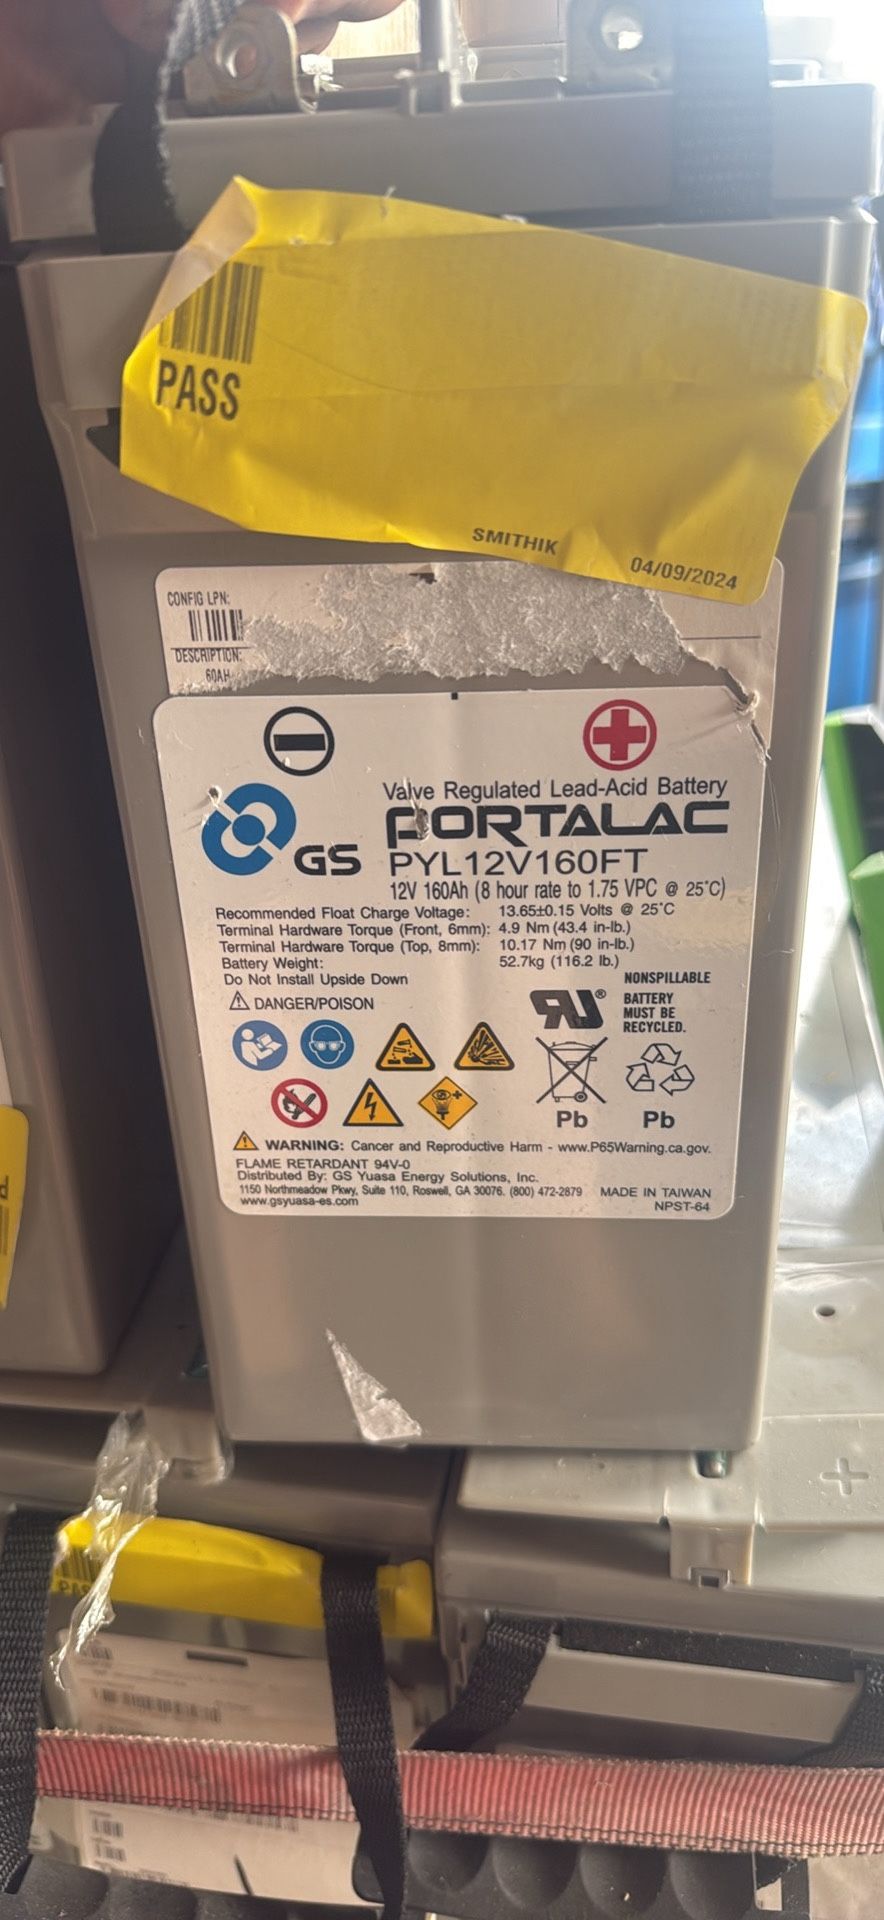 PASS
SMITHIK
04/09/2024
CONFIG LPN:
DESCRIPTION:
60AH
Valve Regulated Lead-Acid Battery
GS PORTALAC
PYL12V160FT
12V 160Ah (8 hour rate to 1.75 VPC @ 25°C)
Recommended Float Charge Voltage: 13.65±0.15 Volts @ 25°C
Terminal Hardware Torque (Front, 6mm): 4.9 Nm (43.4 in-lb.)
Terminal Hardware Torque (Top, 8mm): 10.17 Nm (90 in-lb.)
Battery Weight: 52.7kg (116.2 lb.)
Do Not Install Upside Down
⚠ DANGER/POISON
NONSPILLABLE
BATTERY
MUST BE
RECYCLED.
Pb Pb
⚠ WARNING: Cancer and Reproductive Harm - www.P65Warning.ca.gov.
FLAME RETARDANT 94V-0
Distributed By: GS Yuasa Energy Solutions, Inc.
1150 Northmeadow Pkwy, Suite 110, Roswell, GA 30076. (800) 472-2879 MADE IN TAIWAN
www.gsyuasa-es.com NPST-64